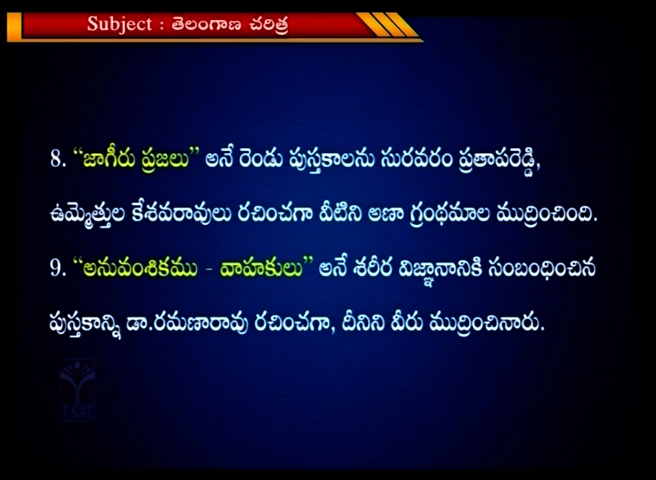 Subject : తెలంగాణ చరిత్ర
8. “జాగీరు ప్రజలు” అనే రెండు పుస్తకాలను సురవరం ప్రతాపరెడ్డి,
ఉమ్మెత్తుల కేశవరావులు రచించగా వీటిని అణా గ్రంథమాల ముద్రించింది.
9. “అనువంశికము - వాహకులు” అనే శరీర విజ్ఞానానికి సంబంధించిన
పుస్తకాన్ని డా.రమణారావు రచించగా, దీనిని వీరు ముద్రించినారు.
T-SAT